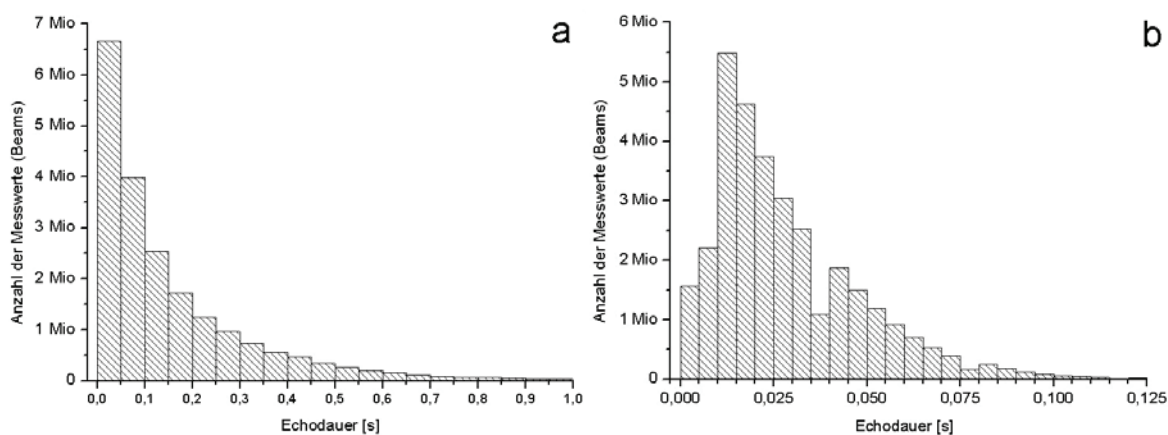 a
7 Mio
6 Mio
5 Mio
4 Mio
3 Mio
2 Mio
1 Mio
0
Anzahl der Messwerte (Beams)
0,0 0,1 0,2 0,3 0,4 0,5 0,6 0,7 0,8 0,9 1,0
Echodauer [s]
b
6 Mio
5 Mio
4 Mio
3 Mio
2 Mio
1 Mio
0
Anzahl der Messwerte (Beams)
0,000 0,025 0,050 0,075 0,100 0,125
Echodauer [s]